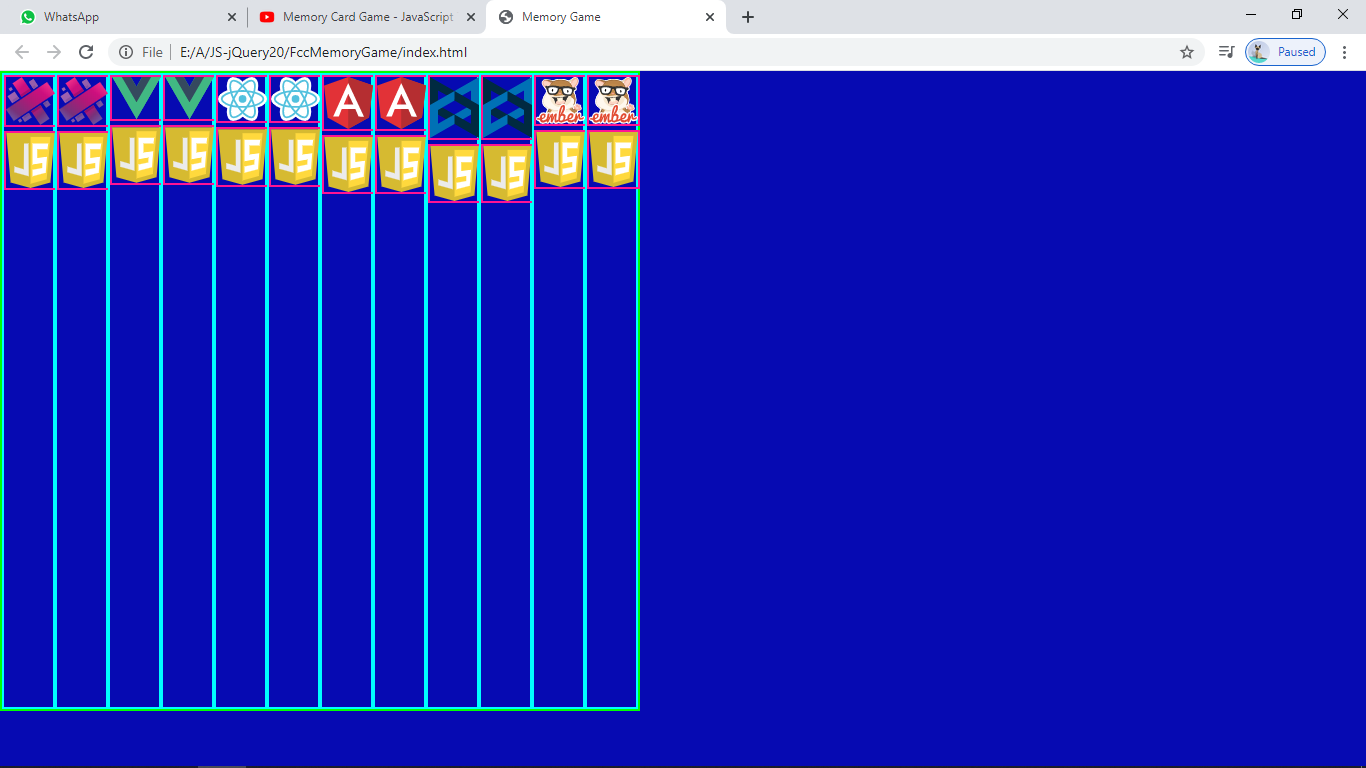 WhatsApp
Memory Card Game - JavaScript
Memory Game
File
E:/A/JS-jQuery20/FccMemoryGame/index.html
Paused
A A
ember ember
JS JS JS JS JS JS JS JS JS JS JS JS